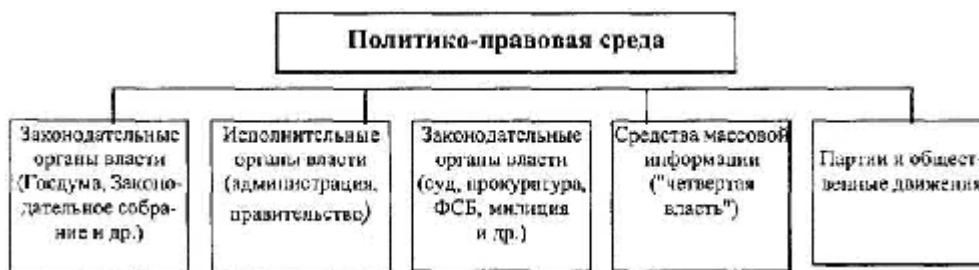 Политико-правовая среда
Законодательные
органы власти
(Госдума, Законо-
дательное собра-
ние и др.)
Исполнительные
органы власти
(администрация,
правительство)
Законодательные
органы власти
(суд, прокуратура,
ФСБ, милиция
и др.)
Средства массовой
информации
("четвертая
власть")
Партии и общест-
венные движения